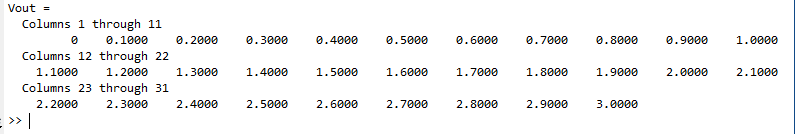 Vout =
Columns 1 through 11
0 0.1000 0.2000 0.3000 0.4000 0.5000 0.6000 0.7000 0.8000 0.9000 1.0000
Columns 12 through 22
1.1000 1.2000 1.3000 1.4000 1.5000 1.6000 1.7000 1.8000 1.9000 2.0000 2.1000
Columns 23 through 31
2.2000 2.3000 2.4000 2.5000 2.6000 2.7000 2.8000 2.9000 3.0000
>>